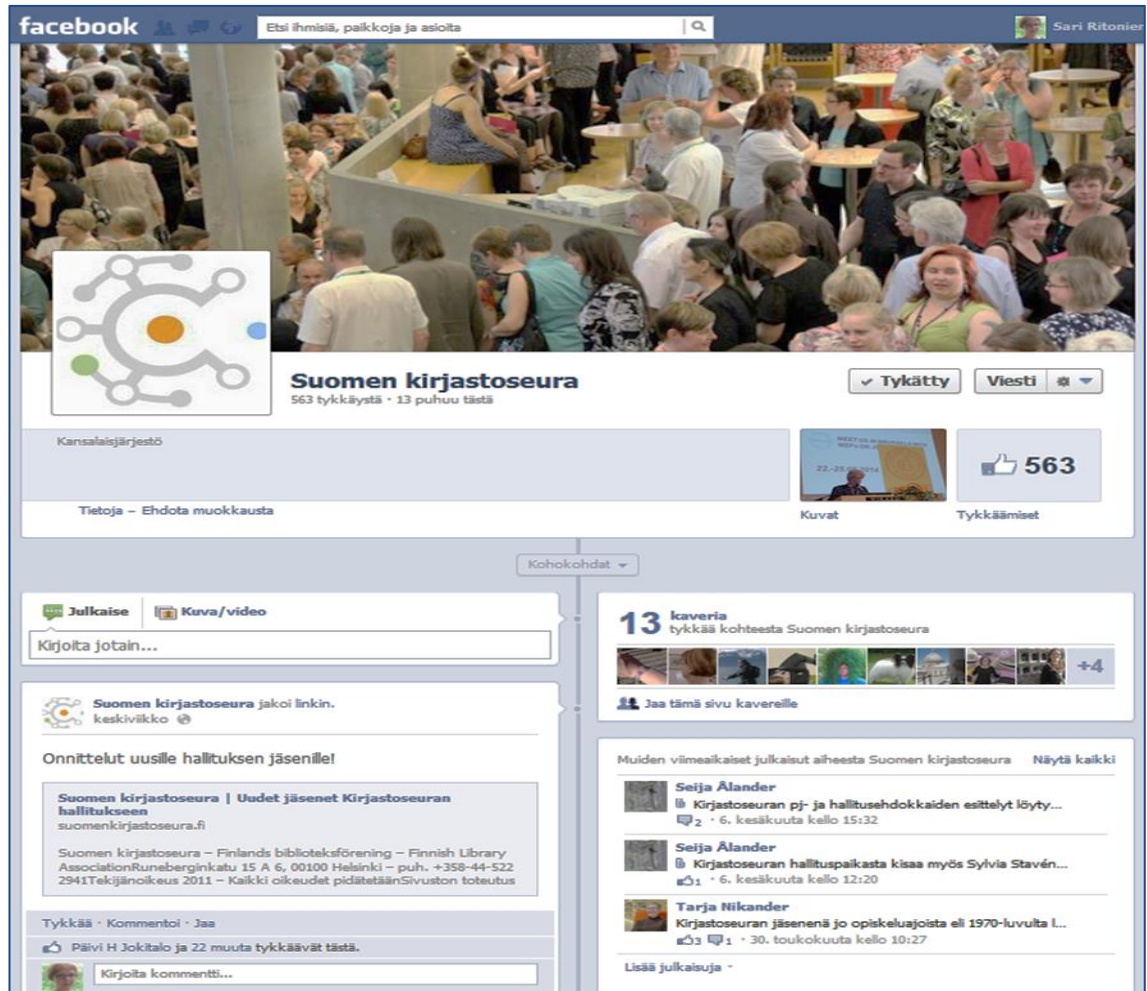 facebook
Etsi ihmisiä, paikkoja ja asioita
Sari Ritonier
Suomen kirjastoseura
563 tykkäystä · 13 puhuu tästä
Tykätty
Viesti
Kansalaisjärjestö
22.-25.
2014
563
Tietoja – Ehdota muokkausta
Kuvat
Tykkäämiset
Kohokohdat
Julkaise
Kuva/video
Kirjoita jotain...
Suomen kirjastoseura jakoi linkin.
keskiviikko
Onnittelut uusille hallituksen jäsenille!
Suomen kirjastoseura | Uudet jäsenet Kirjastoseuran
hallitukseen
suomenkirjastoseura.fi
Suomen kirjastoseura – Finlands biblioteksförening – Finnish Library
AssociationRuneberginkatu 15 A 6, 00100 Helsinki – puh. +358-44-522
2941Tekijänoikeus 2011 – Kaikki oikeudet pidätetäänSivuston toteutus
Tykkää · Kommentoi · Jaa
Päivi H Jokitalo ja 22 muuta tykkäävät tästä.
Kirjoita kommentti...
13 kaveria
tykkää kohteesta Suomen kirjastoseura
+4
Jaa tämä sivu kavereille
Muiden viimeaikaiset julkaisut aiheesta Suomen kirjastoseura
Näytä kaikki
Seija Ålander
Kirjastoseuran pj- ja hallitusehdokkaiden esittelyt löyty...
2 · 6. kesäkuuta kello 15:32
Seija Ålander
Kirjastoseuran hallituspaikasta kisaa myös Sylvia Stavén...
1 · 6. kesäkuuta kello 12:20
Tarja Nikander
Kirjastoseuran jäsenenä jo opiskeluajoista eli 1970-luvulta l...
3 1 · 30. toukokuuta kello 10:27
Lisää julkaisuja